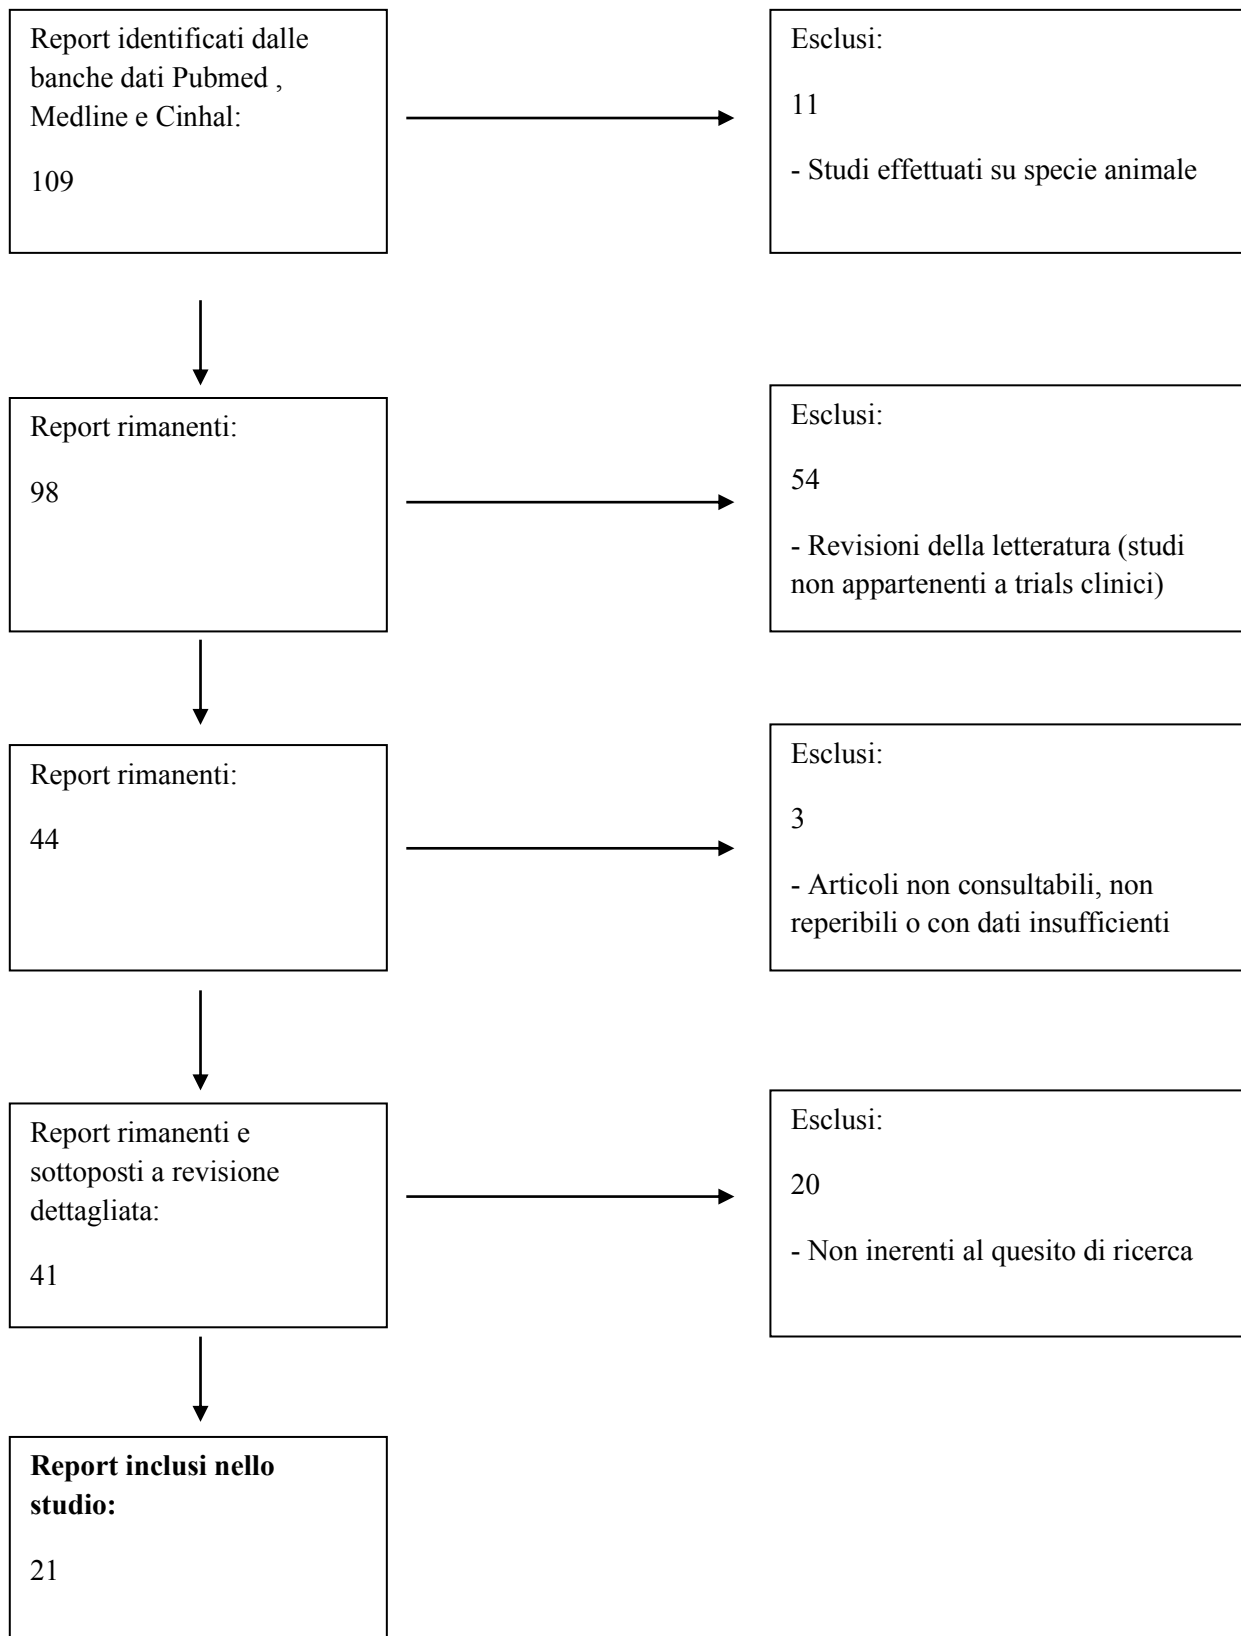 Report identificati dalle
banche dati Pubmed ,
Medline e Cinhal:
109
Esclusi:
11
- Studi effettuati su specie animale
Report rimanenti:
98
Esclusi:
54
- Revisioni della letteratura (studi
non appartenenti a trials clinici)
Report rimanenti:
44
Esclusi:
3
- Articoli non consultabili, non
reperibili o con dati insufficienti
Report rimanenti e
sottoposti a revisione
dettagliata:
41
Esclusi:
20
- Non inerenti al quesito di ricerca
Report inclusi nello
studio:
21